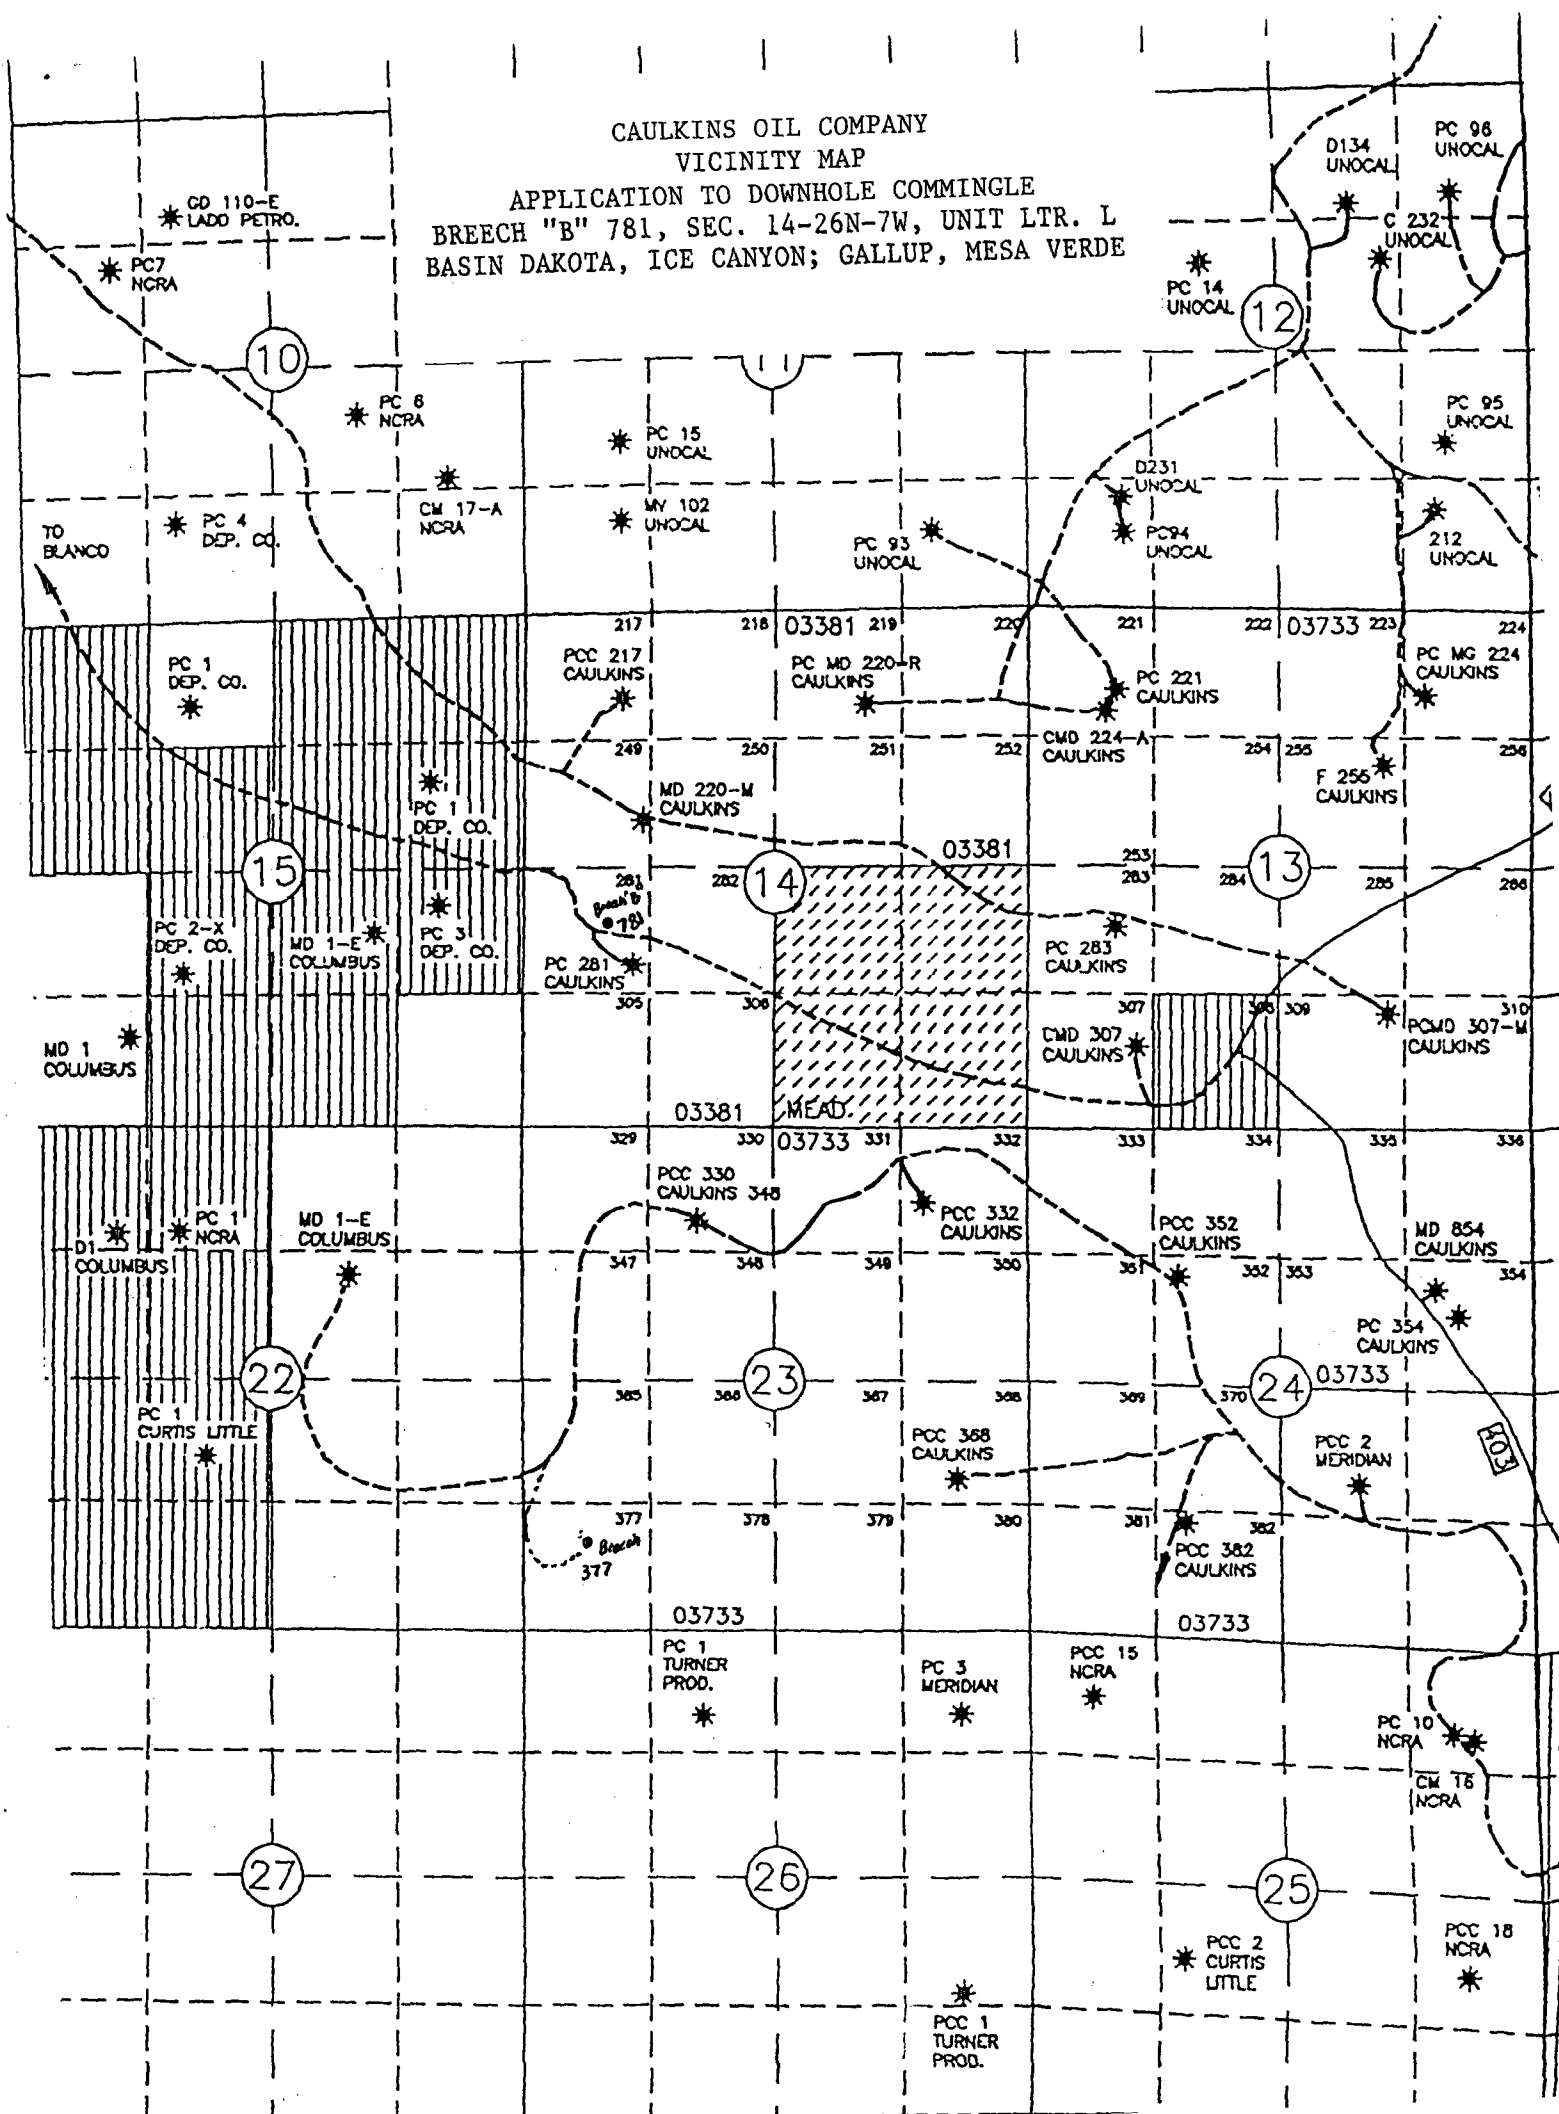 CAULKINS OIL COMPANY
VICINITY MAP
APPLICATION TO DOWNHOLE COMMINGLE
BREECH "B" 781, SEC. 14-26N-7W, UNIT LTR. L
BASIN DAKOTA, ICE CANYON; GALLUP, MESA VERDE
D134
UNOCAL
PC 96
UNOCAL
GD 110-E
LADD PETRO.
C 232
UNOCAL
PC7
NCRA
PC 14
UNOCAL
12
10
11
PC 6
NCRA
PC 15
UNOCAL
PC 95
UNOCAL
CM 17-A
NCRA
MV 102
UNOCAL
D231
UNOCAL
PC 4
DEP. CO.
TO
BLANCO
PC 93
UNOCAL
PC94
UNOCAL
212
UNOCAL
217
218
03381
219
220
221
222
03733
223
224
PC 1
DEP. CO.
PCC 217
CAULKINS
PC MD 220-R
CAULKINS
PC 221
CAULKINS
PC MG 224
CAULKINS
249
250
251
252
CMD 224-A
CAULKINS
254
255
256
F 255
CAULKINS
PC 1
DEP. CO.
MD 220-M
CAULKINS
03381
253
15
14
13
281
282
283
284
285
286
Breech "B"
781
PC 2-X
DEP. CO.
MD 1-E
COLUMBUS
PC 3
DEP. CO.
PC 281
CAULKINS
PC 283
CAULKINS
305
306
307
308
309
310
MD 1
COLUMBUS
CMD 307
CAULKINS
PCMD 307-M
CAULKINS
03381
MEAD.
329
330
03733
331
332
333
334
335
336
PCC 330
CAULKINS 348
PC 1
NCRA
MD 1-E
COLUMBUS
D1
COLUMBUS
PCC 332
CAULKINS
PCC 352
CAULKINS
MD 854
CAULKINS
347
348
349
350
351
352
353
354
PC 354
CAULKINS
22
23
24
03733
365
366
367
368
369
370
PC 1
CURTIS LITTLE
PCC 368
CAULKINS
PCC 2
MERIDIAN
403
377
378
379
380
381
382
Breech
377
PCC 382
CAULKINS
03733
03733
PC 1
TURNER
PROD.
PC 3
MERIDIAN
PCC 15
NCRA
PC 10
NCRA
CM 16
NCRA
27
26
25
PCC 2
CURTIS
LITTLE
PCC 18
NCRA
PCC 1
TURNER
PROD.